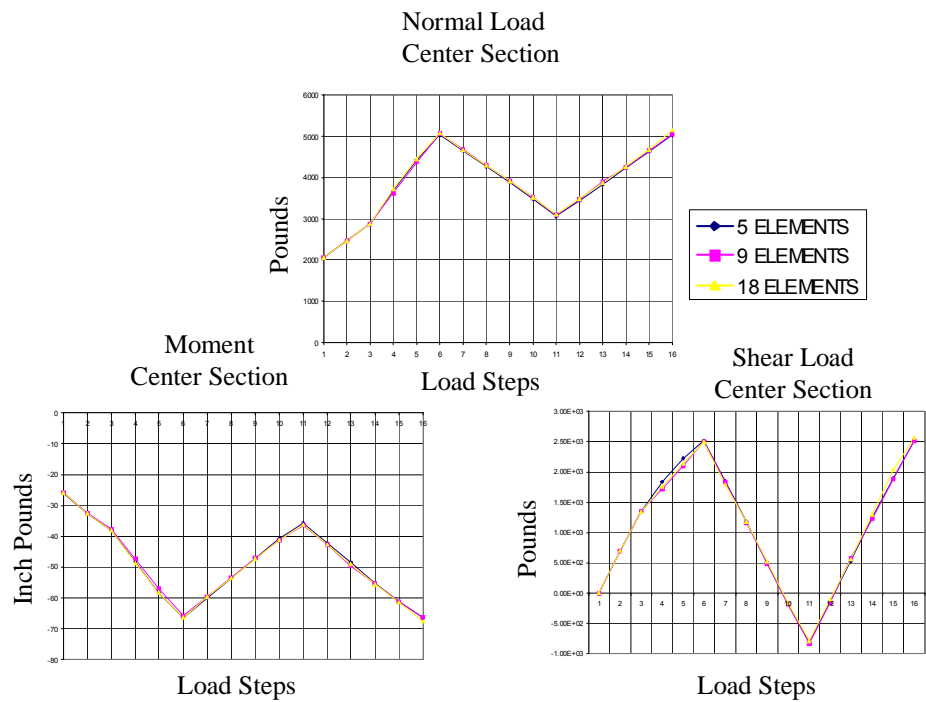 Normal Load
Center Section
6000
5000
4000
3000
2000
1000
0
1 2 3 4 5 6 7 8 9 10 11 12 13 14 15 16
Pounds
Load Steps
5 ELEMENTS
9 ELEMENTS
18 ELEMENTS
Moment
Center Section
0
-10
-20
-30
-40
-50
-60
-70
-80
1 2 3 4 5 6 7 8 9 10 11 12 13 14 15 16
Inch Pounds
Load Steps
Shear Load
Center Section
3.00E+03
2.50E+03
2.00E+03
1.50E+03
1.00E+03
5.00E+02
0.00E+00
-5.00E+02
-1.00E+03
1 2 3 4 5 6 7 8 9 10 11 12 13 14 15 16
Pounds
Load Steps